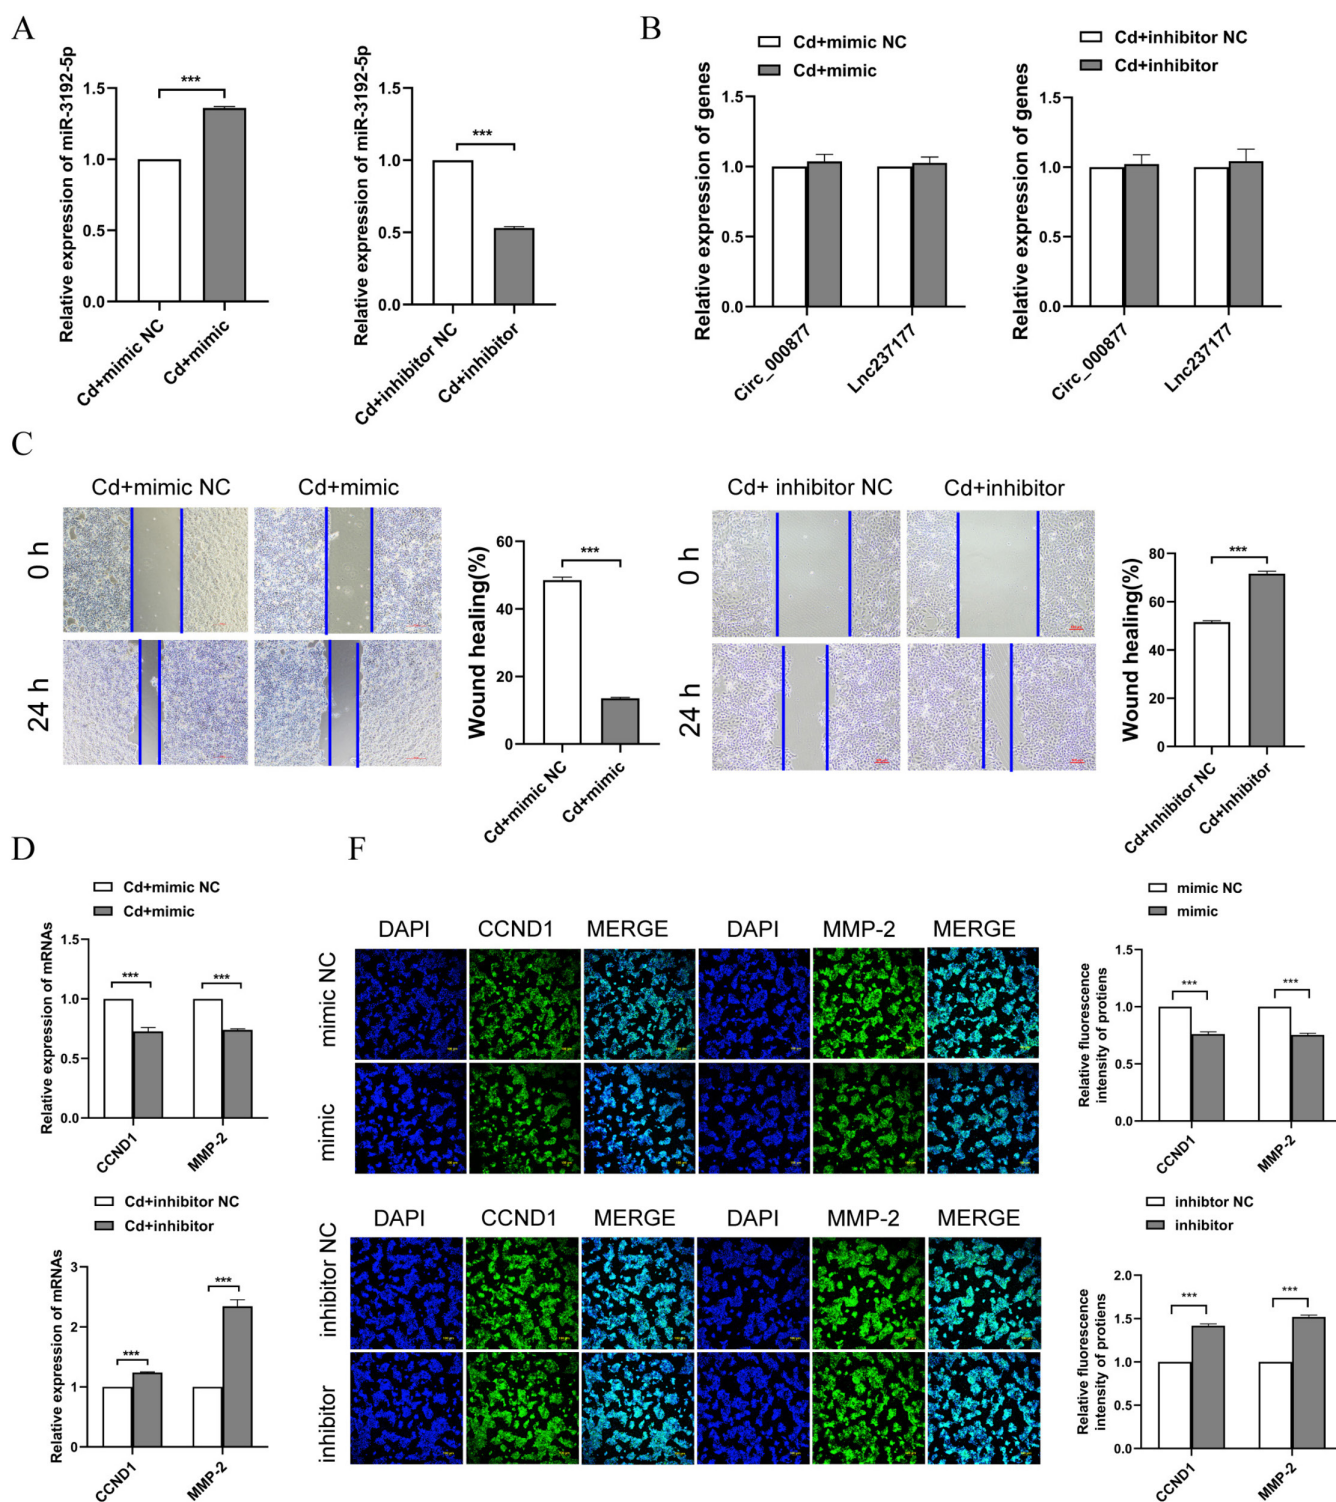 A
Relative expression of miR-3192-5p
1.5
1.0
0.5
0.0
***
Cd+mimic NC
Cd+mimic
Relative expression of miR-3192-5p
1.5
1.0
0.5
0.0
***
Cd+inhibitor NC
Cd+inhibitor
B
Cd+mimic NC
Cd+mimic
Relative expression of genes
1.5
1.0
0.5
0.0
Circ_000877
Lnc237177
Cd+inhibitor NC
Cd+inhibitor
Relative expression of genes
1.5
1.0
0.5
0.0
Circ_000877
Lnc237177
C
Cd+mimic NC
Cd+mimic
0 h
24 h
Wound healing(%)
60
40
20
0
***
Cd+mimic NC
Cd+mimic
Cd+ inhibitor NC
Cd+inhibitor
0 h
24 h
Wound healing(%)
80
60
40
20
0
***
Cd+Inhibitor NC
Cd+Inhibitor
D
Cd+mimic NC
Cd+mimic
Relative expression of mRNAs
1.5
1.0
0.5
0.0
***
***
CCND1
MMP-2
Cd+inhibitor NC
Cd+inhibitor
Relative expression of mRNAs
3
2
1
0
***
***
CCND1
MMP-2
F
DAPI
CCND1
MERGE
DAPI
MMP-2
MERGE
mimic NC
mimic
mimic NC
mimic
Relative fluorescence
intensity of protiens
1.5
1.0
0.5
0.0
***
***
CCND1
MMP-2
DAPI
CCND1
MERGE
DAPI
MMP-2
MERGE
inhibitor NC
inhibitor
inhibtor NC
inhibitor
Relative fluorescence
intensity of protiens
2.0
1.5
1.0
0.5
0.0
***
***
CCND1
MMP-2